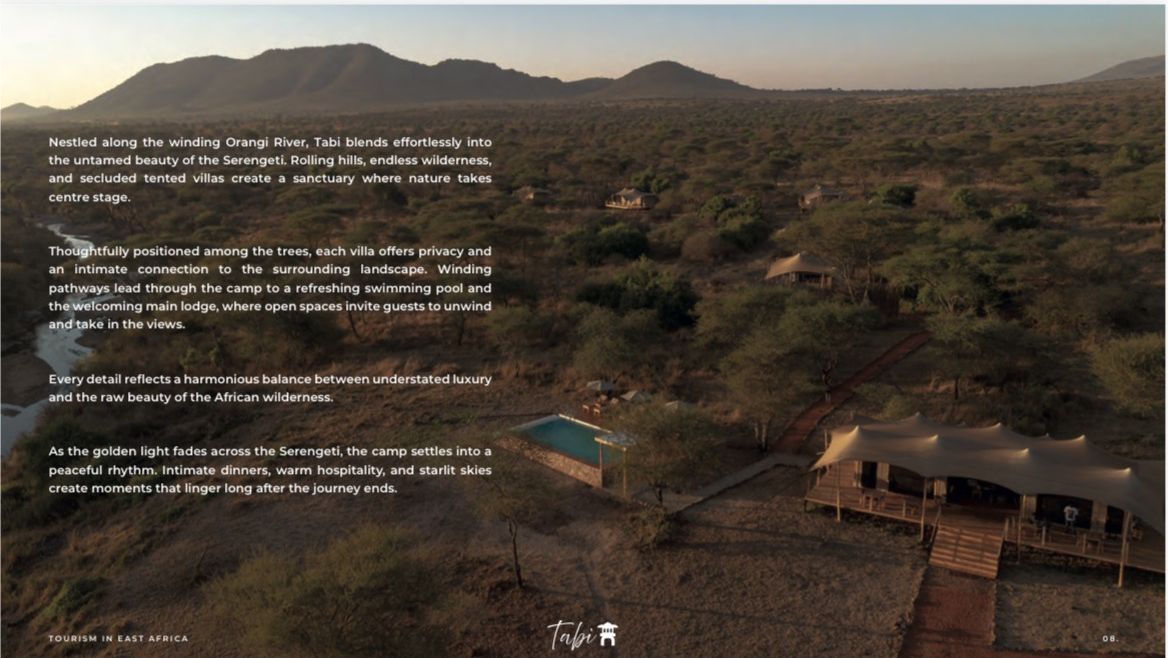 Nestled along the winding Orangi River, Tabi blends effortlessly into
the untamed beauty of the Serengeti. Rolling hills, endless wilderness,
and secluded tented villas create a sanctuary where nature takes
centre stage.
Thoughtfully positioned among the trees, each villa offers privacy and
an intimate connection to the surrounding landscape. Winding
pathways lead through the camp to a refreshing swimming pool and
the welcoming main lodge, where open spaces invite guests to unwind
and take in the views.
Every detail reflects a harmonious balance between understated luxury
and the raw beauty of the African wilderness.
As the golden light fades across the Serengeti, the camp settles into a
peaceful rhythm. Intimate dinners, warm hospitality, and starlit skies
create moments that linger long after the journey ends.
TOURISM IN EAST AFRICA
Tabi
08.